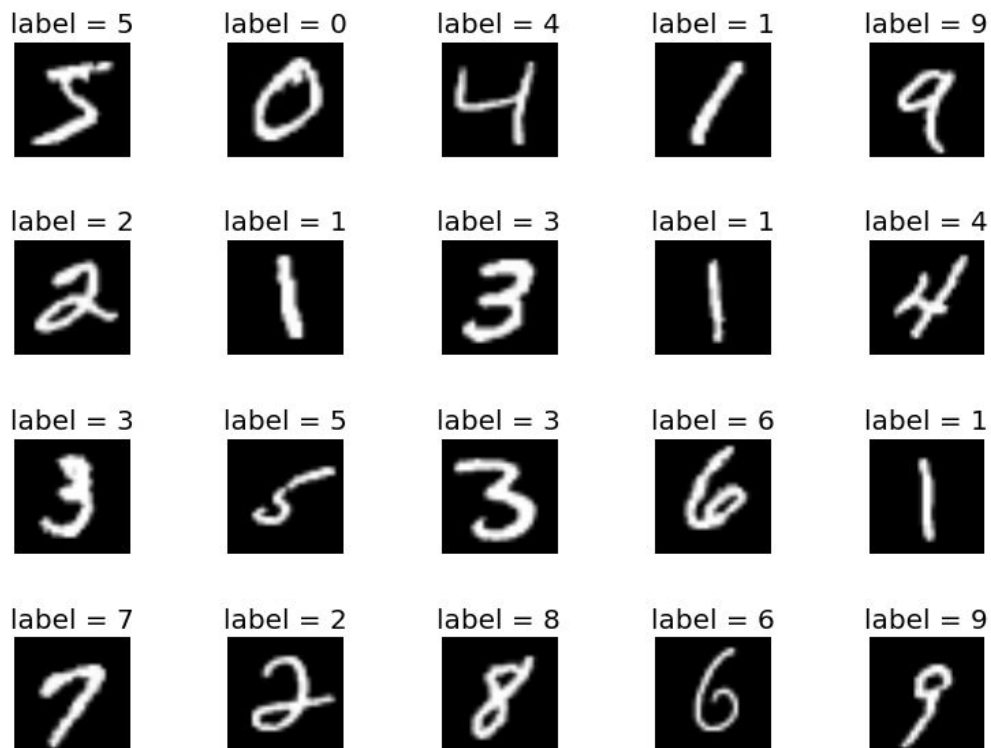 label = 5 label = 0 label = 4 label = 1 label = 9
5 0 4 1 9
label = 2 label = 1 label = 3 label = 1 label = 4
2 1 3 1 4
label = 3 label = 5 label = 3 label = 6 label = 1
3 5 3 6 1
label = 7 label = 2 label = 8 label = 6 label = 9
7 2 8 6 9